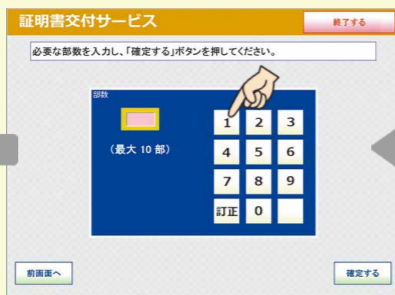 証明書交付サービス
終了する
必要な部数を入力し、「確定する」ボタンを押してください。
部数
(最大 10 部)
1 2 3
4 5 6
7 8 9
訂正 0
前画面へ
確定する